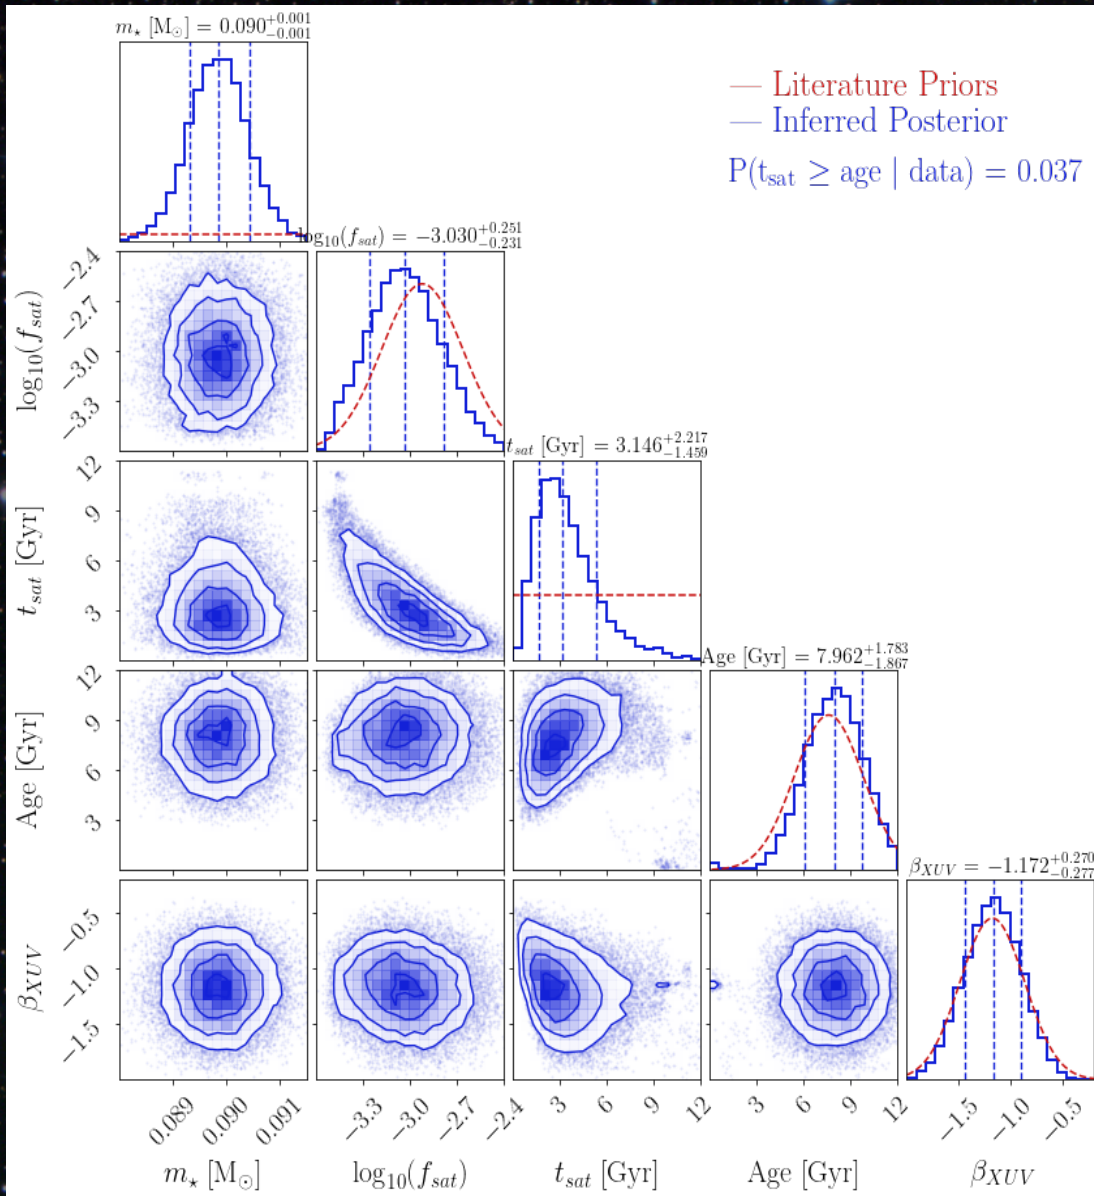 m⋆ [M⊙] = 0.090+0.001−0.001
— Literature Priors
— Inferred Posterior
P(tsat ≥ age | data) = 0.037
log10(fsat) = −3.030+0.251−0.231
log10(fsat)
−2.4
−2.7
−3.0
−3.3
tsat [Gyr] = 3.146+2.217−1.459
tsat [Gyr]
12
9
6
3
Age [Gyr] = 7.962+1.783−1.867
Age [Gyr]
12
9
6
3
βXUV = −1.172+0.270−0.277
βXUV
−0.5
−1.0
−1.5
0.089 0.090 0.091
−3.3 −3.0 −2.7 −2.4
3 6 9 12
3 6 9 12
−1.5 −1.0 −0.5
m⋆ [M⊙] log10(fsat) tsat [Gyr] Age [Gyr] βXUV